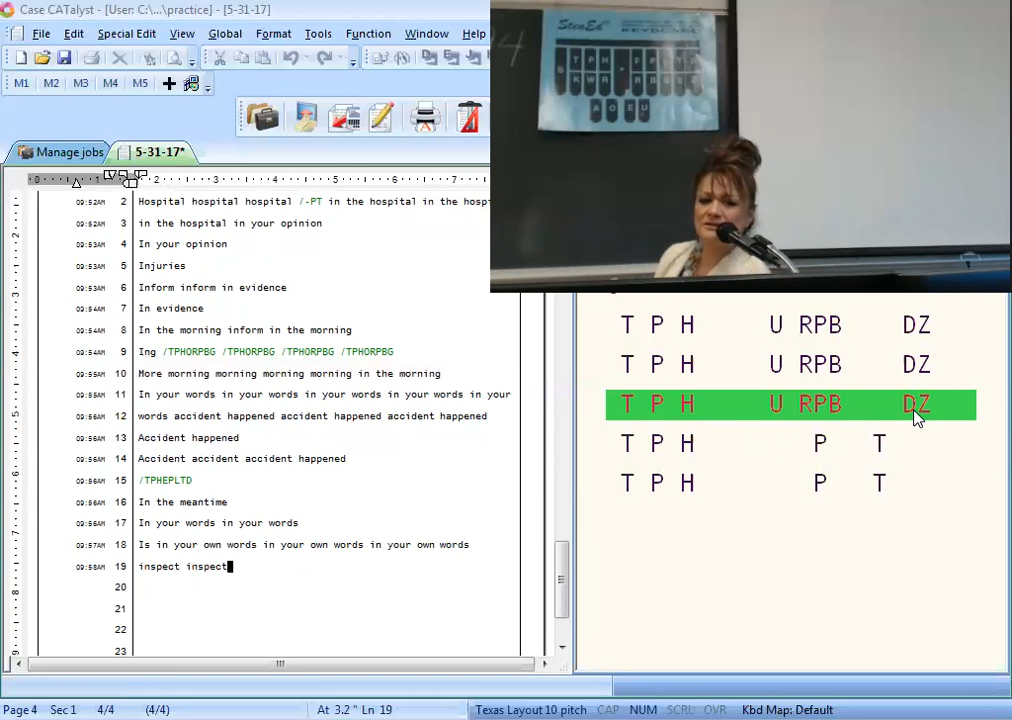 Case CATalyst - [User: C:\...\practice] - [5-31-17]
File Edit Special Edit View Global Format Tools Function Window Help
M1 M2 M3 M4 M5
Manage jobs 5-31-17*
0 1 2 3 4 5 6 7
09:52AM 2 Hospital hospital hospital /-PT in the hospital in the hospi
09:52AM 3 in the hospital in your opinion
09:53AM 4 In your opinion
09:53AM 5 Injuries
09:53AM 6 Inform inform in evidence
09:54AM 7 In evidence
09:54AM 8 In the morning inform in the morning
09:54AM 9 Ing /TPHORPBG /TPHORPBG /TPHORPBG /TPHORPBG
09:55AM 10 More morning morning morning morning in the morning
09:55AM 11 In your words in your words in your words in your words in your
09:56AM 12 words accident happened accident happened accident happened
09:56AM 13 Accident happened
09:56AM 14 Accident accident accident happened
09:56AM 15 /TPHEPLTD
09:56AM 16 In the meantime
09:56AM 17 In your words in your words
09:57AM 18 Is in your own words in your own words in your own words
09:58AM 19 inspect inspect
20
21
22
23
StenEd
KEYBOARD
S T P H * F P L T D
K W R R B G S Z
A O E U
T P H U RPB DZ
T P H U RPB DZ
T P H U RPB DZ
T P H P T
T P H P T
Page 4 Sec 1 4/4 (4/4) At 3.2 " Ln 19 Texas Layout 10 pitch CAP NUM SCRL OVR Kbd Map: Default